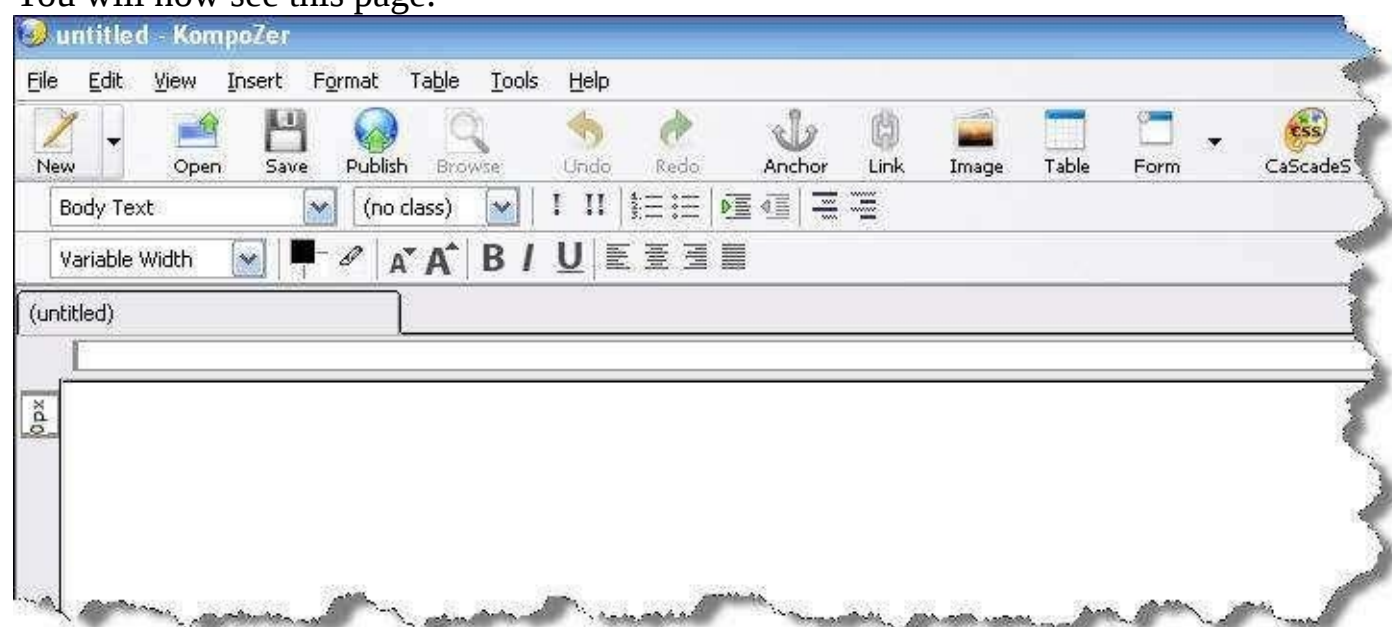 You will now see this page.
untitled - KompoZer
File Edit View Insert Format Table Tools Help
New Open Save Publish Browse Undo Redo Anchor Link Image Table Form CaScadeS
Body Text (no class) ! !!
Variable Width A A B I U
(untitled)
0px